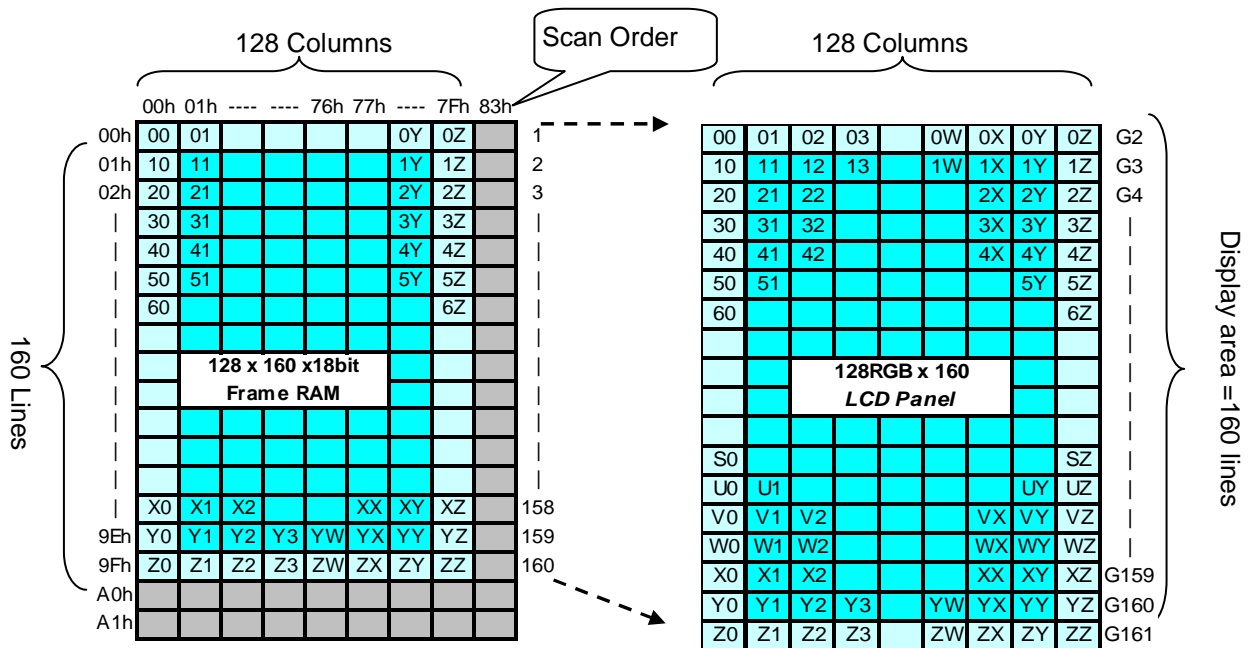 128 Columns
Scan Order
128 Columns
00h 01h ---- ---- 76h 77h ---- 7Fh 83h
00h 00 01 0Y 0Z 1
01h 10 11 1Y 1Z 2
02h 20 21 2Y 2Z 3
30 31 3Y 3Z
40 41 4Y 4Z
50 51 5Y 5Z
60 6Z
128 x 160 x18bit
Frame RAM
X0 X1 X2 XX XY XZ 158
9Eh Y0 Y1 Y2 Y3 YW YX YY YZ 159
9Fh Z0 Z1 Z2 Z3 ZW ZX ZY ZZ 160
A0h
A1h
160 Lines
00 01 02 03 0W 0X 0Y 0Z G2
10 11 12 13 1W 1X 1Y 1Z G3
20 21 22 2X 2Y 2Z G4
30 31 32 3X 3Y 3Z
40 41 42 4X 4Y 4Z
50 51 5Y 5Z
60 6Z
128RGB x 160
LCD Panel
S0 SZ
U0 U1 UY UZ
V0 V1 V2 VX VY VZ
W0 W1 W2 WX WY WZ
X0 X1 X2 XX XY XZ G159
Y0 Y1 Y2 Y3 YW YX YY YZ G160
Z0 Z1 Z2 Z3 ZW ZX ZY ZZ G161
Display area =160 lines